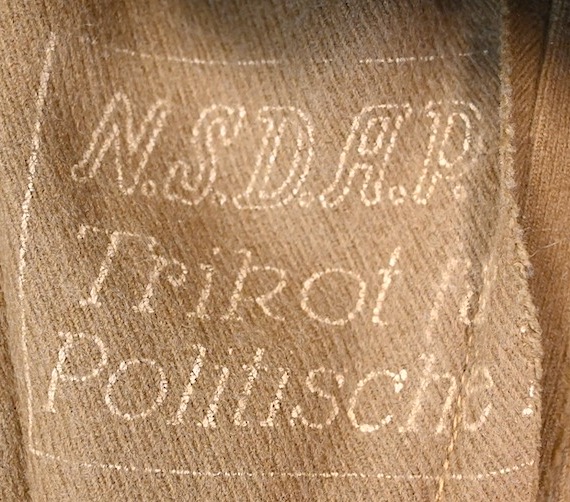 N.S.D.A.P.
Trikot
Politische